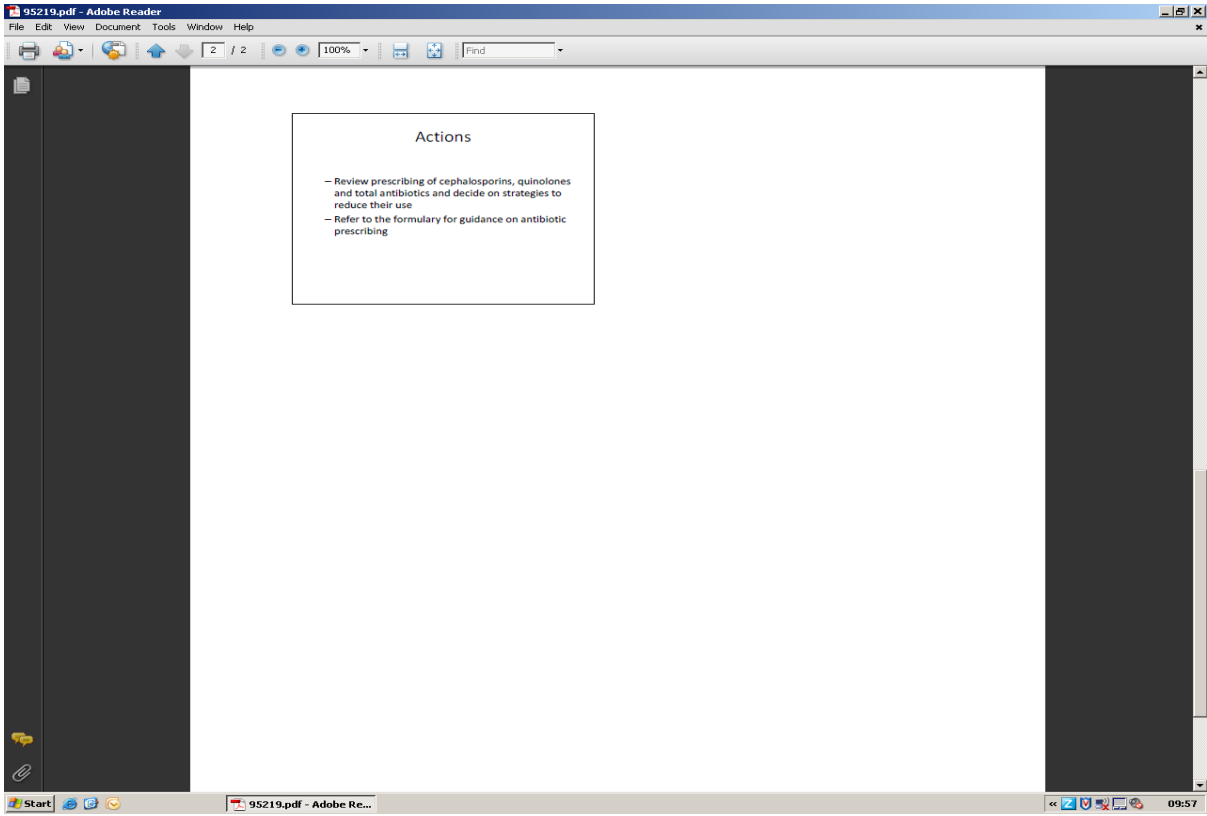 95219.pdf - Adobe Reader
File Edit View Document Tools Window Help
2 / 2 100% Find
Actions
– Review prescribing of cephalosporins, quinolones
and total antibiotics and decide on strategies to
reduce their use
– Refer to the formulary for guidance on antibiotic
prescribing
Start 95219.pdf - Adobe Re... « 09:57